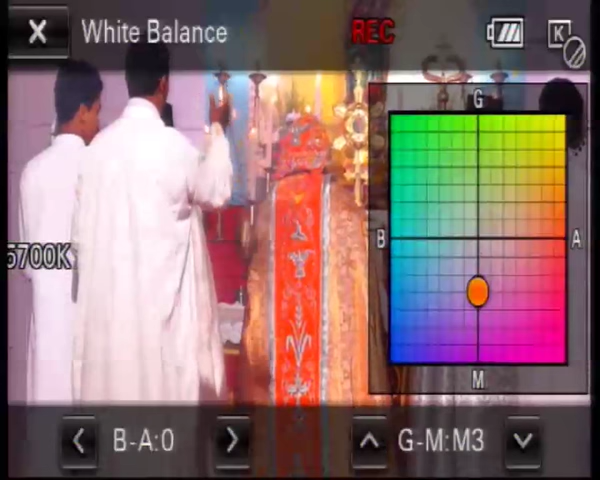 White Balance
REC
K
G
B
A
5700K
M
B-A:0
G-M:M3